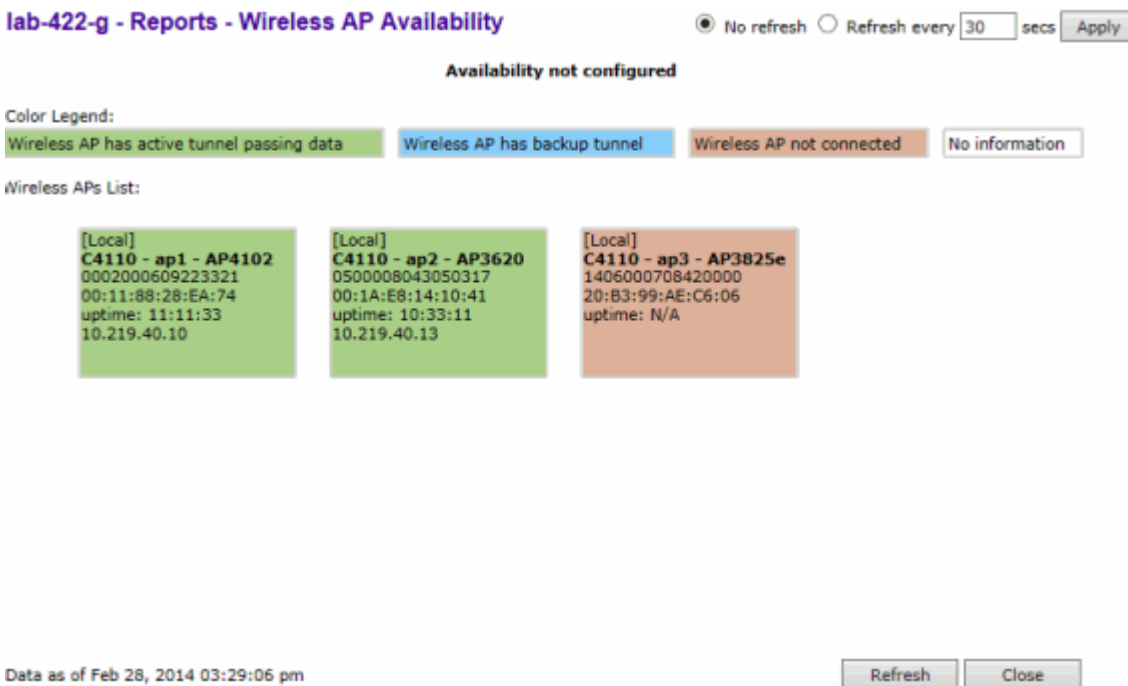 lab-422-g - Reports - Wireless AP Availability No refresh Refresh every 30 secs Apply
Availability not configured
Color Legend:
Wireless AP has active tunnel passing data Wireless AP has backup tunnel Wireless AP not connected No information
Wireless APs List:
[Local]
C4110 - ap1 - AP4102
0002000609223321
00:11:88:28:EA:74
uptime: 11:11:33
10.219.40.10
[Local]
C4110 - ap2 - AP3620
0500008043050317
00:1A:E8:14:10:41
uptime: 10:33:11
10.219.40.13
[Local]
C4110 - ap3 - AP3825e
1406000708420000
20:B3:99:AE:C6:06
uptime: N/A
Data as of Feb 28, 2014 03:29:06 pm Refresh Close